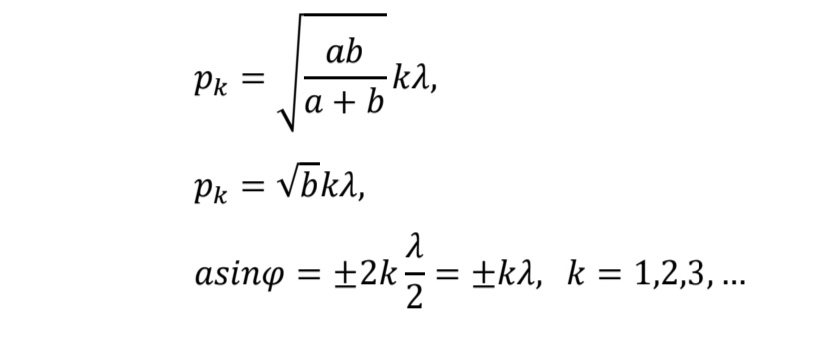 pₖ = √(ab/(a + b)) kλ,
pₖ = √b kλ,
asinφ = ±2k λ/2 = ±kλ, k = 1,2,3, ...